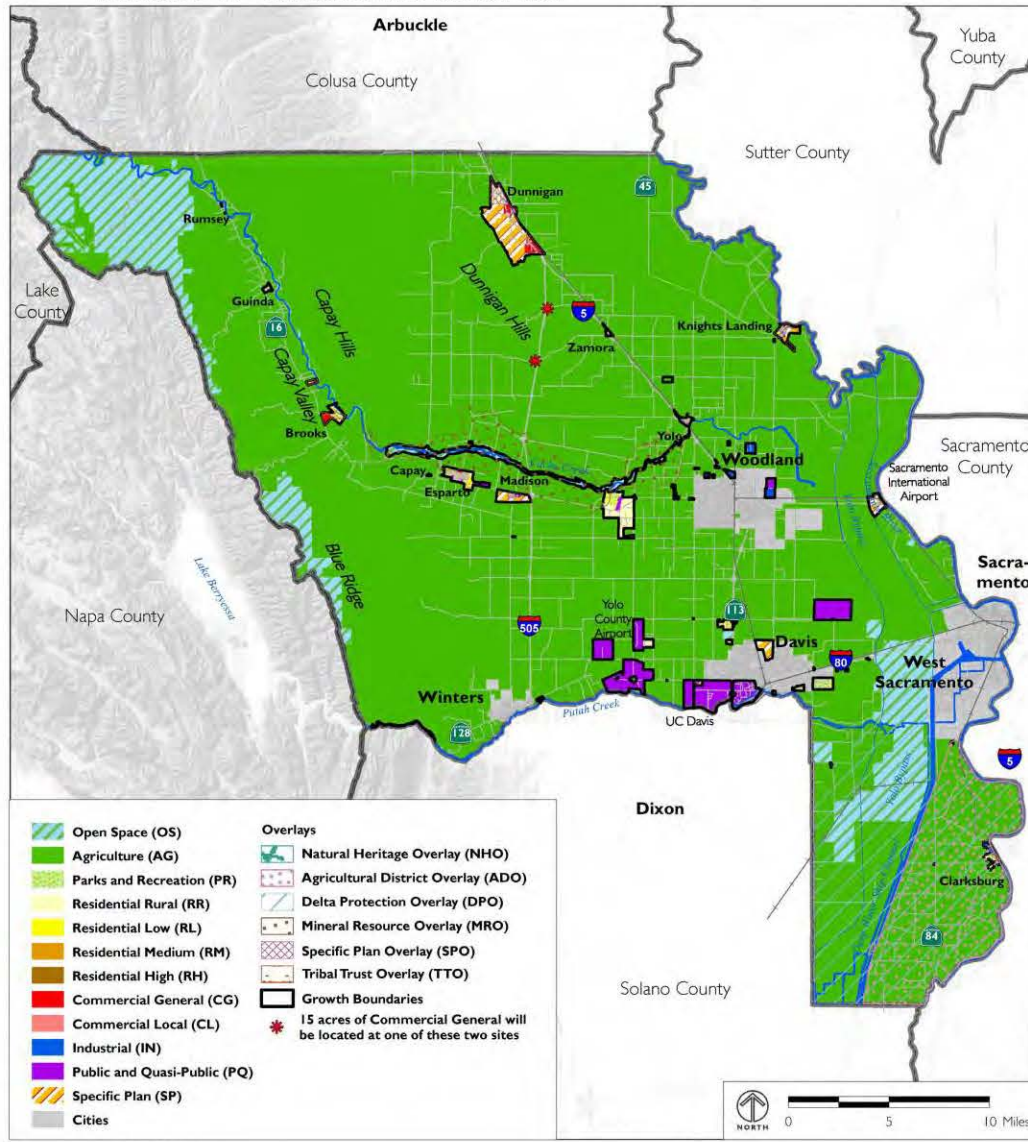 Arbuckle
Yuba
County
Colusa County
Sutter County
45
Dunnigan
Rumsey
Lake
County
Guinda
16
Capay Hills
Dunnigan Hills
5
Zamora
Knights Landing
Capay Valley
Brooks
Yolo
Woodland
Sacramento
County
Sacramento
International
Airport
Capay
Esparto
Madison
Blue Ridge
Lake Berryessa
Napa County
Sacra-
mento
505
Yolo
County
Airport
113
Davis
80
West
Sacramento
Winters
128
Putah Creek
UC Davis
5
Dixon
Yolo Bypass
Clarksburg
84
Solano County
Open Space (OS)
Agriculture (AG)
Parks and Recreation (PR)
Residential Rural (RR)
Residential Low (RL)
Residential Medium (RM)
Residential High (RH)
Commercial General (CG)
Commercial Local (CL)
Industrial (IN)
Public and Quasi-Public (PQ)
Specific Plan (SP)
Cities
Overlays
Natural Heritage Overlay (NHO)
Agricultural District Overlay (ADO)
Delta Protection Overlay (DPO)
Mineral Resource Overlay (MRO)
Specific Plan Overlay (SPO)
Tribal Trust Overlay (TTO)
Growth Boundaries
15 acres of Commercial General will
be located at one of these two sites
NORTH
0 5 10 Miles